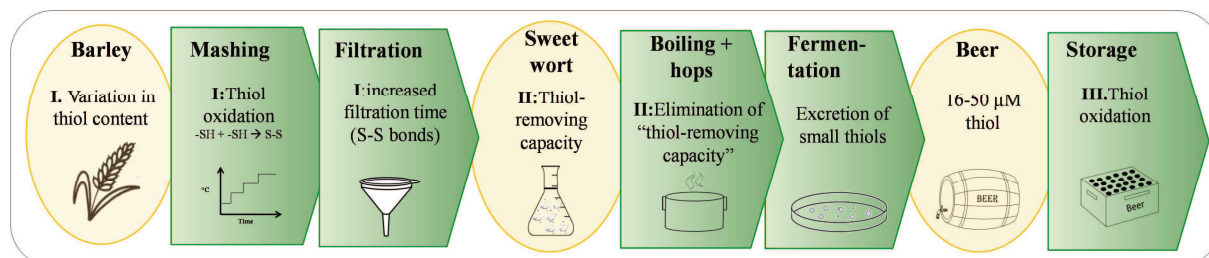 Barley
I. Variation in
thiol content
Mashing
I:Thiol
oxidation
-SH + -SH → S-S
°C
Time
Filtration
I:increased
filtration time
(S-S bonds)
Sweet
wort
II:Thiol-
removing
capacity
Boiling +
hops
II:Elimination of
“thiol-removing
capacity”
Fermen-
tation
Excretion of
small thiols
Beer
16-50 µM
thiol
BEER
Storage
III.Thiol
oxidation
Beer